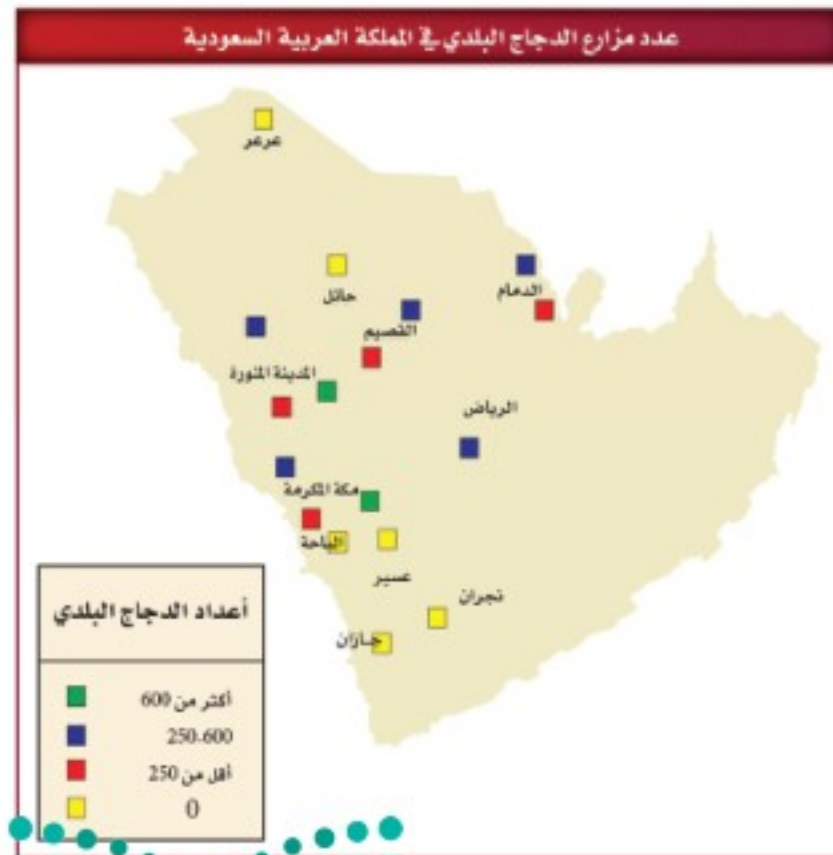 عدد مزارع الدجاج البلدي في المملكة العربية السعودية
عرعر
حائل
الدمام
القصيم
المدينة المنورة
الرياض
مكة المكرمة
الباحة
عسير
نجران
جازان
أعداد الدجاج البلدي
أكثر من 600
250-600
أقل من 250
0